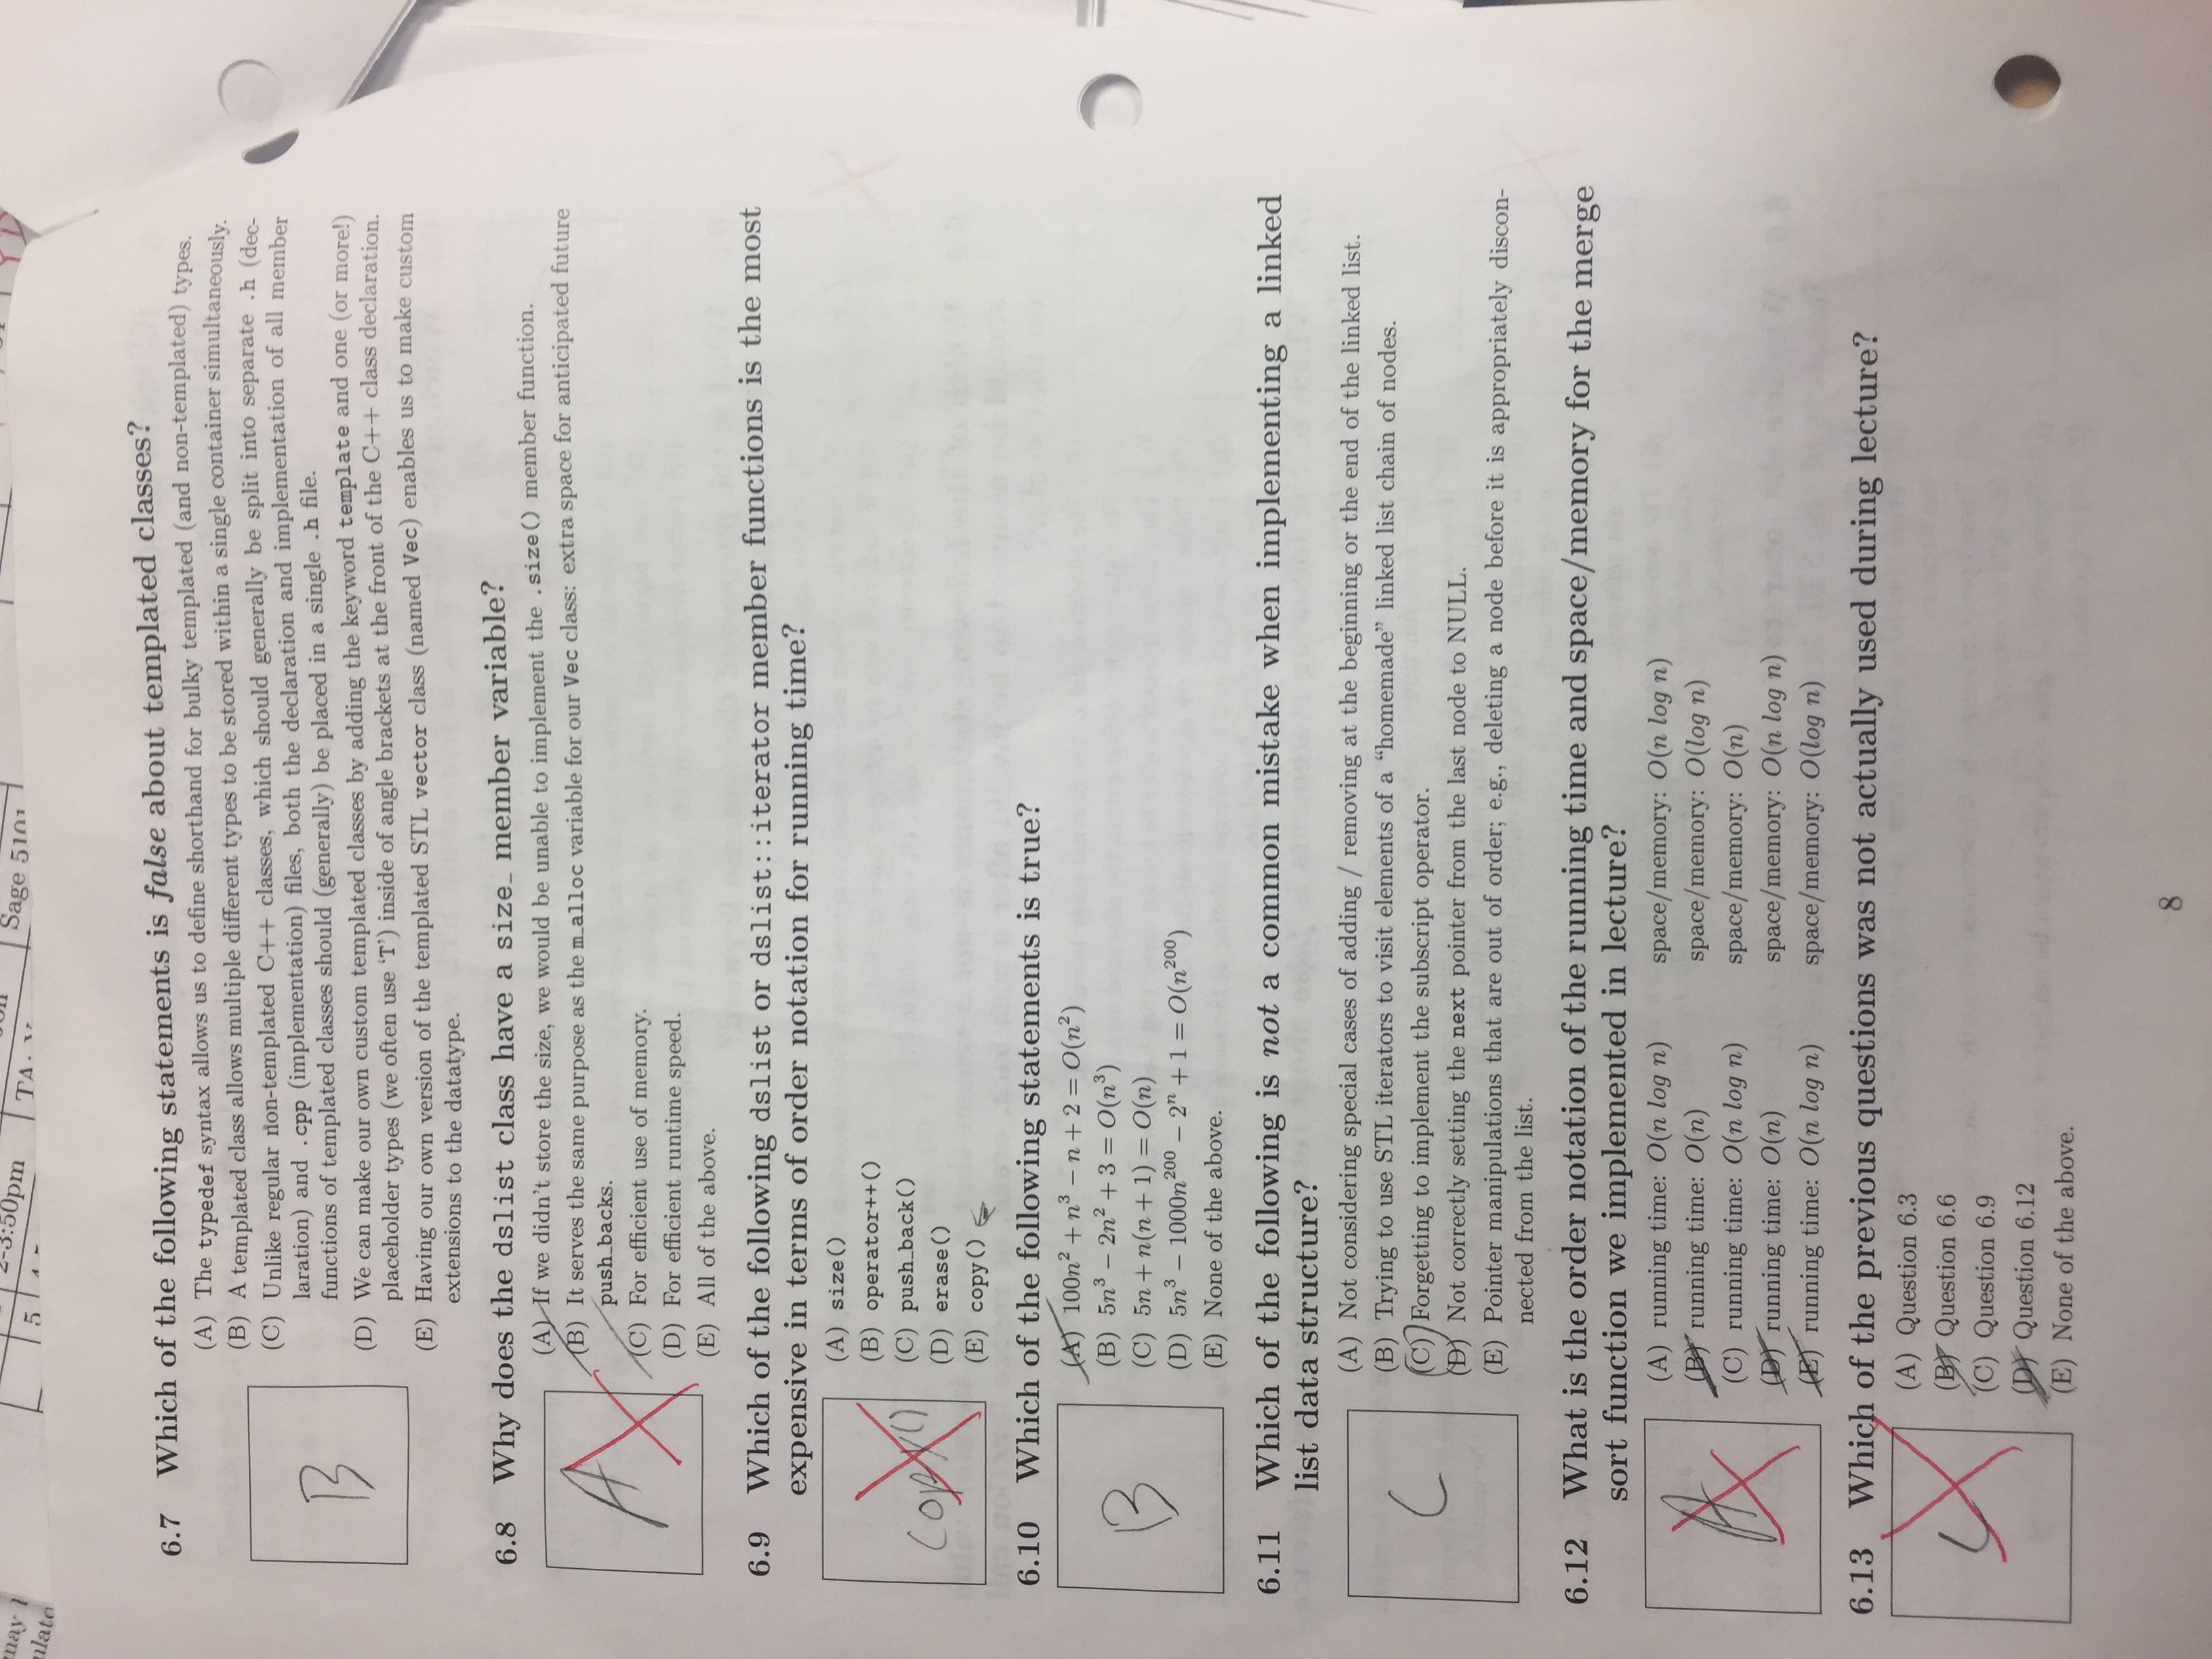 may
5
2-3:50pm
TA:
Sage 5101
6.7 Which of the following statements is false about templated classes?
(A) The typedef syntax allows us to define shorthand for bulky templated (and non-templated) types.
(B) A templated class allows multiple different types to be stored within a single container simultaneously.
(C) Unlike regular non-templated C++ classes, which should generally be split into separate .h (dec-
laration) and .cpp (implementation) files, both the declaration and implementation of all member
functions of templated classes should (generally) be placed in a single .h file.
(D) We can make our own custom templated classes by adding the keyword template and one (or more!)
placeholder types (we often use ‘T’) inside of angle brackets at the front of the C++ class declaration.
(E) Having our own version of the templated STL vector class (named Vec) enables us to make custom
extensions to the datatype.
B
6.8 Why does the dslist class have a size_ member variable?
(A) If we didn’t store the size, we would be unable to implement the .size() member function.
(B) It serves the same purpose as the m_alloc variable for our Vec class: extra space for anticipated future
push_backs.
(C) For efficient use of memory.
(D) For efficient runtime speed.
(E) All of the above.
A
6.9 Which of the following dslist or dslist::iterator member functions is the most
expensive in terms of order notation for running time?
(A) size()
(B) operator++()
(C) push_back()
(D) erase()
(E) copy()
copy()
6.10 Which of the following statements is true?
(A) 100n² + n³ − n + 2 = O(n²)
(B) 5n³ − 2n² + 3 = O(n³)
(C) 5n + n(n + 1) = O(n)
(D) 5n³ − 1000n²⁰⁰ − 2ⁿ + 1 = O(n²⁰⁰)
(E) None of the above.
B
6.11 Which of the following is not a common mistake when implementing a linked
list data structure?
(A) Not considering special cases of adding / removing at the beginning or the end of the linked list.
(B) Trying to use STL iterators to visit elements of a “homemade” linked list chain of nodes.
(C) Forgetting to implement the subscript operator.
(D) Not correctly setting the next pointer from the last node to NULL.
(E) Pointer manipulations that are out of order; e.g., deleting a node before it is appropriately discon-
nected from the list.
C
6.12 What is the order notation of the running time and space/memory for the merge
sort function we implemented in lecture?
(A) running time: O(n log n) space/memory: O(n log n)
(B) running time: O(n) space/memory: O(log n)
(C) running time: O(n log n) space/memory: O(n)
(D) running time: O(n) space/memory: O(n log n)
(E) running time: O(n log n) space/memory: O(log n)
A
6.13 Which of the previous questions was not actually used during lecture?
(A) Question 6.3
(B) Question 6.6
(C) Question 6.9
(D) Question 6.12
(E) None of the above.
C
8